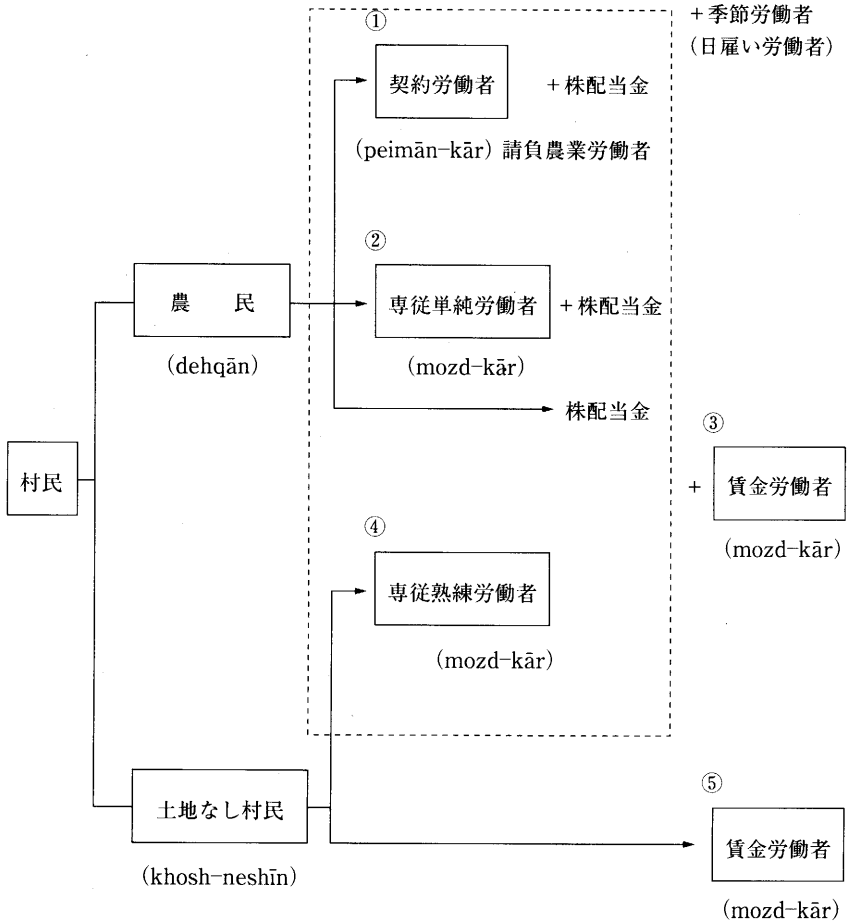 ＋季節労働者
(日雇い労働者)
①
契約労働者 ＋株配当金
(peimān-kār) 請負農業労働者
②
農 民
専従単純労働者 ＋株配当金
(dehqān)
(mozd-kār)
株配当金
③
村民
＋ 賃金労働者
(mozd-kār)
④
専従熟練労働者
(mozd-kār)
⑤
土地なし村民
(khosh-neshīn)
賃金労働者
(mozd-kār)